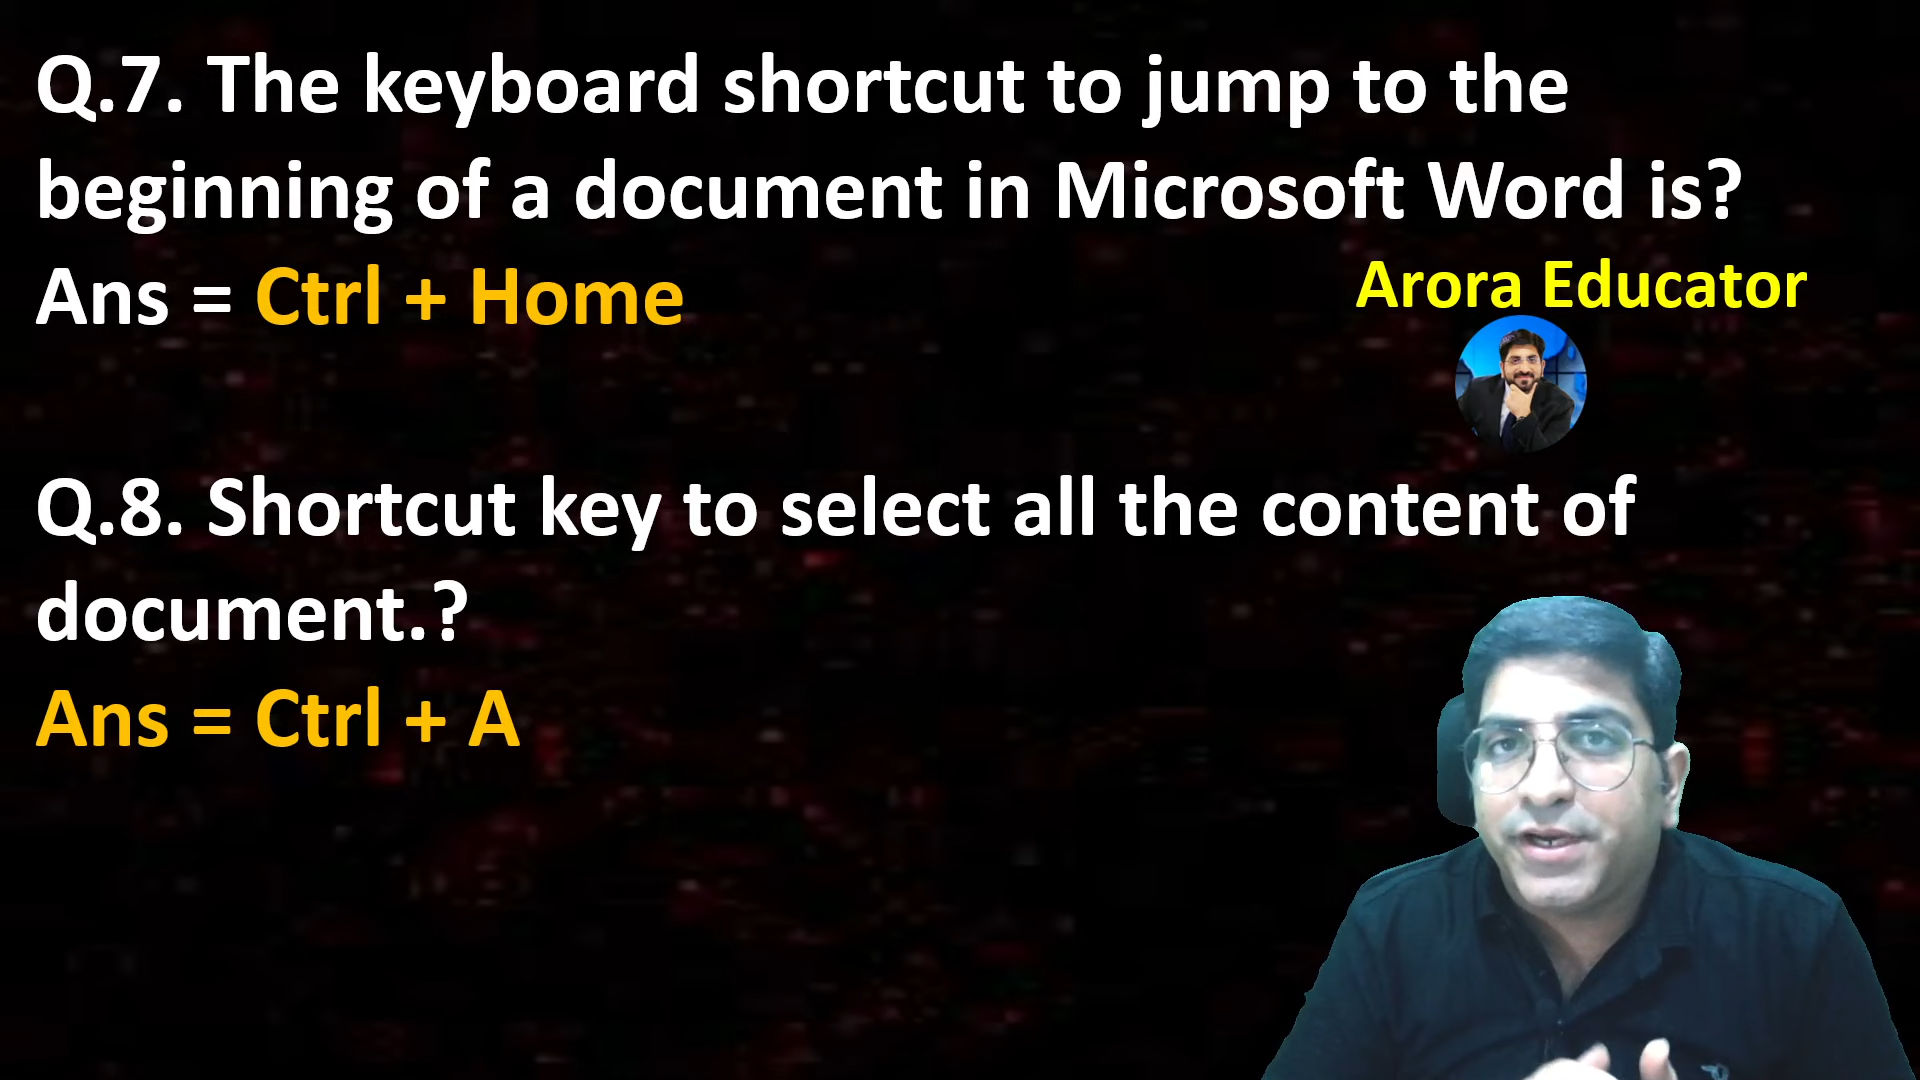 Q.7. The keyboard shortcut to jump to the
beginning of a document in Microsoft Word is?
Ans = Ctrl + Home
Arora Educator
Q.8. Shortcut key to select all the content of
document.?
Ans = Ctrl + A